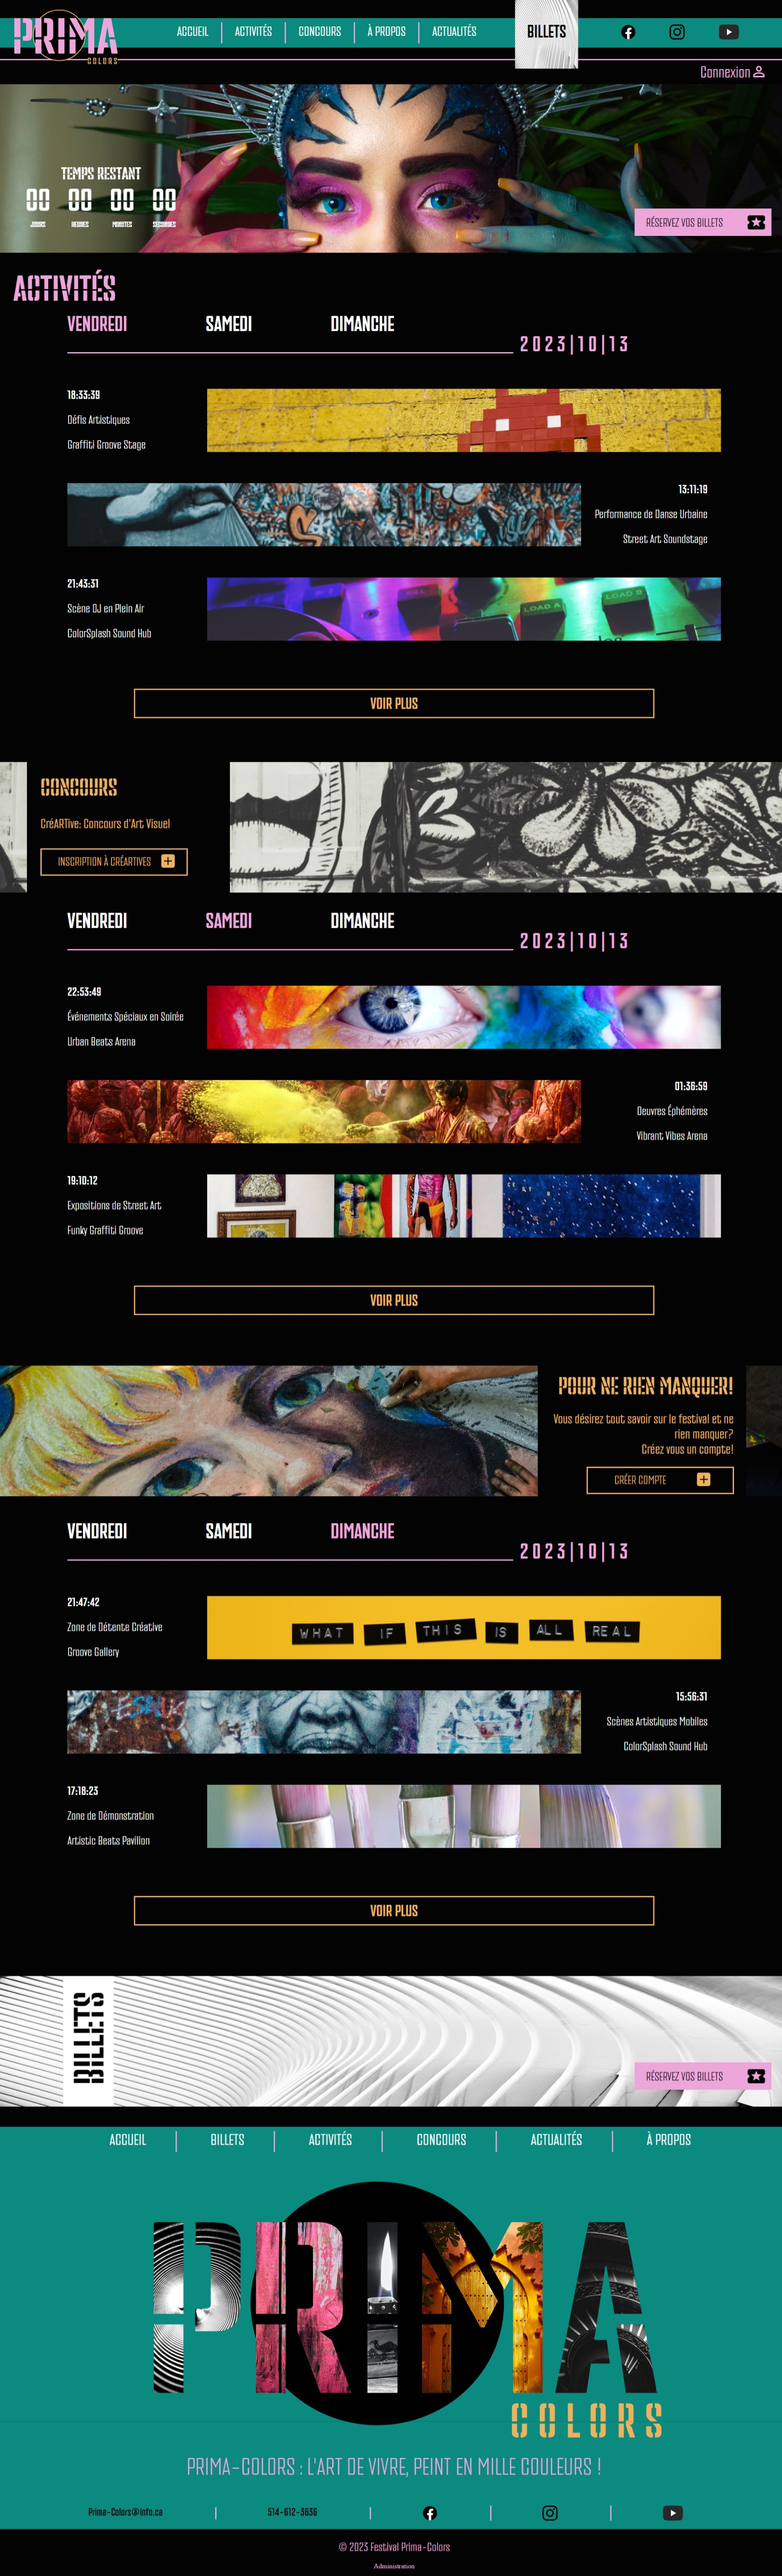 PRIMA
COLORS
ACCUEIL
ACTIVITÉS
CONCOURS
À PROPOS
ACTUALITÉS
BILLETS
Connexion
TEMPS RESTANT
00 00 00 00
JOURS HEURES MINUTES SECONDES
RÉSERVEZ VOS BILLETS
ACTIVITÉS
VENDREDI SAMEDI DIMANCHE
2023|10|13
18:33:39
Défis Artistiques
Graffiti Groove Stage
13:11:19
Performance de Danse Urbaine
Street Art Soundstage
21:43:31
Scène DJ en Plein Air
ColorSplash Sound Hub
LOAD A
LOAD B
VOIR PLUS
CONCOURS
CréARTive: Concours d'Art Visuel
INSCRIPTION À CRÉARTIVES
VENDREDI SAMEDI DIMANCHE
2023|10|13
22:53:49
Événements Spéciaux en Soirée
Urban Beats Arena
01:36:59
Oeuvres Éphémères
Vibrant Vibes Arena
19:10:12
Expositions de Street Art
Funky Graffiti Groove
VOIR PLUS
POUR NE RIEN MANQUER!
Vous désirez tout savoir sur le festival et ne
rien manquer?
Créez vous un compte!
CRÉER COMPTE
VENDREDI SAMEDI DIMANCHE
2023|10|13
21:47:42
Zone de Détente Créative
Groove Gallery
WHAT IF THIS IS ALL REAL
15:56:31
Scènes Artistiques Mobiles
ColorSplash Sound Hub
17:18:23
Zone de Démonstration
Artistic Beats Pavilion
VOIR PLUS
BILLETS
RÉSERVEZ VOS BILLETS
ACCUEIL
BILLETS
ACTIVITÉS
CONCOURS
ACTUALITÉS
À PROPOS
PRIMA
COLORS
PRIMA-COLORS : L'ART DE VIVRE, PEINT EN MILLE COULEURS !
Prima-Colors@info.ca
514-612-3636
© 2023 Festival Prima-Colors
Administration